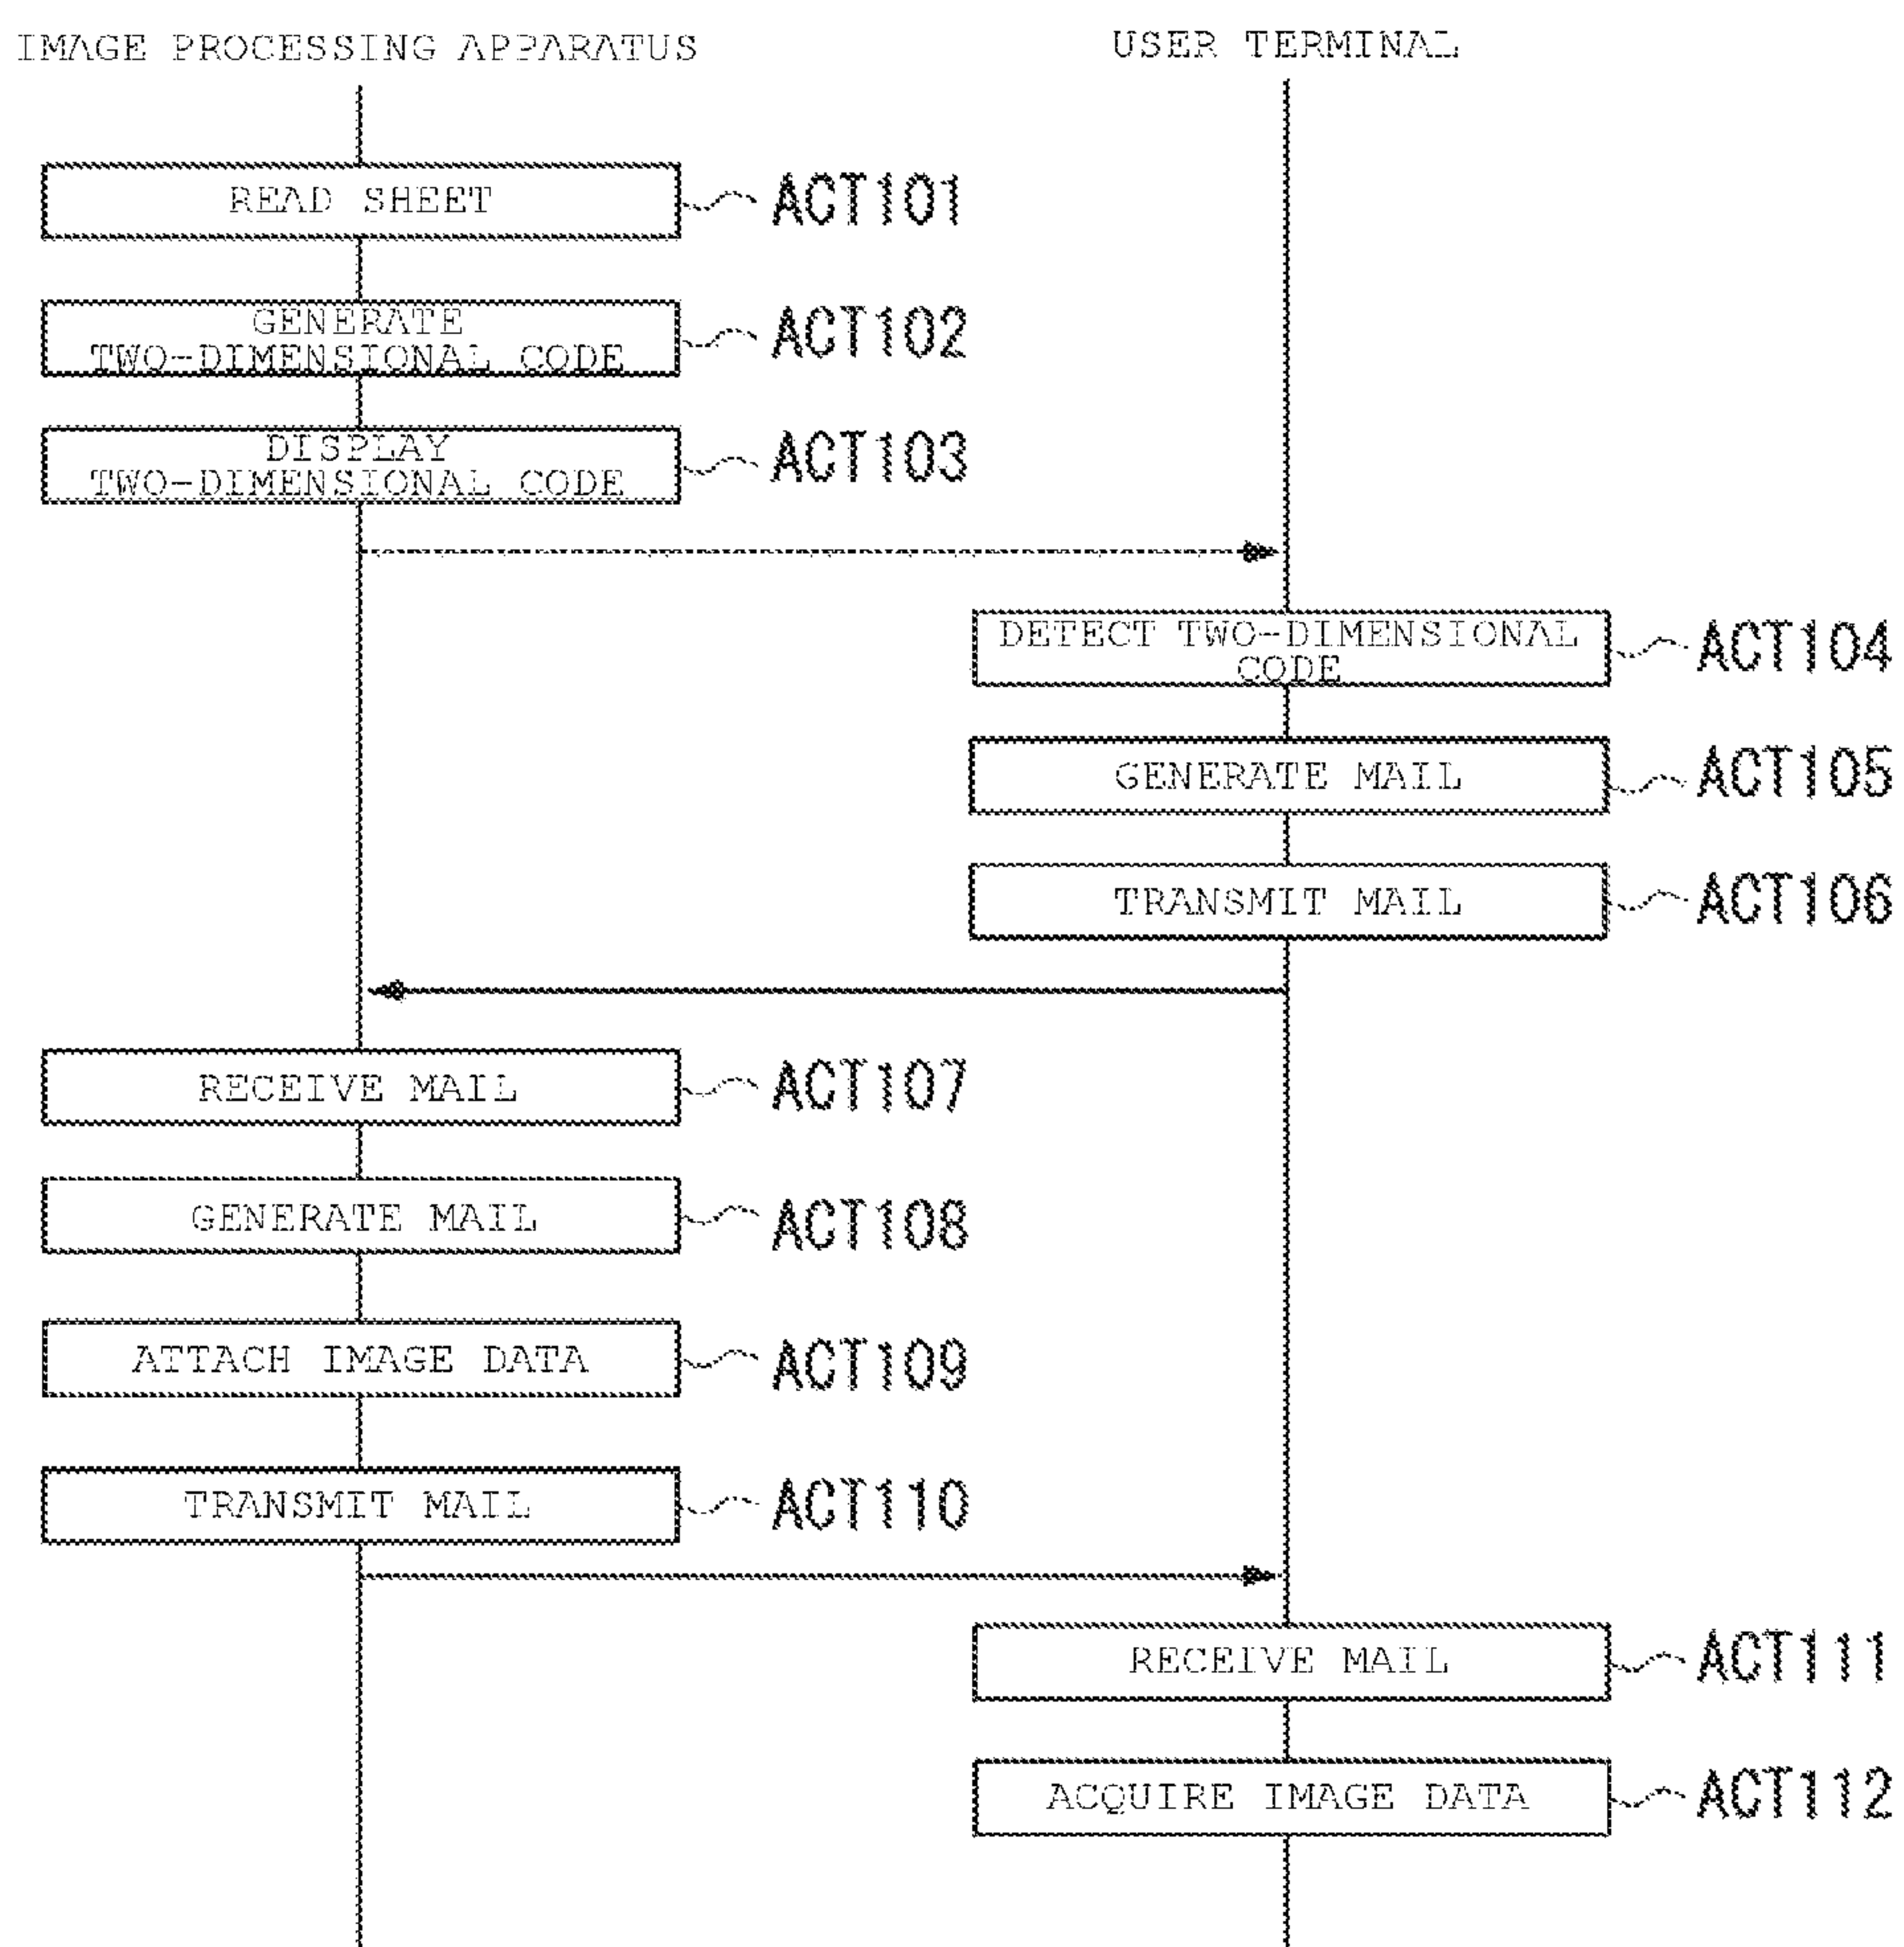 IMAGE PROCESSING APPARATUS
USER TERMINAL
READ SHEET
ACT101
GENERATE
TWO-DIMENSIONAL CODE
ACT102
DISPLAY
TWO-DIMENSIONAL CODE
ACT103
DETECT TWO-DIMENSIONAL
CODE
ACT104
GENERATE MAIL
ACT105
TRANSMIT MAIL
ACT106
RECEIVE MAIL
ACT107
GENERATE MAIL
ACT108
ATTACH IMAGE DATA
ACT109
TRANSMIT MAIL
ACT110
RECEIVE MAIL
ACT111
ACQUIRE IMAGE DATA
ACT112